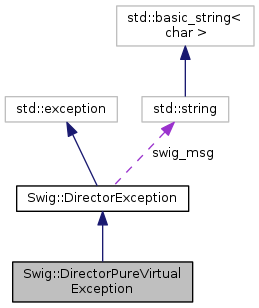 std::basic_string<
char >
std::exception
std::string
swig_msg
Swig::DirectorException
Swig::DirectorPureVirtual
Exception